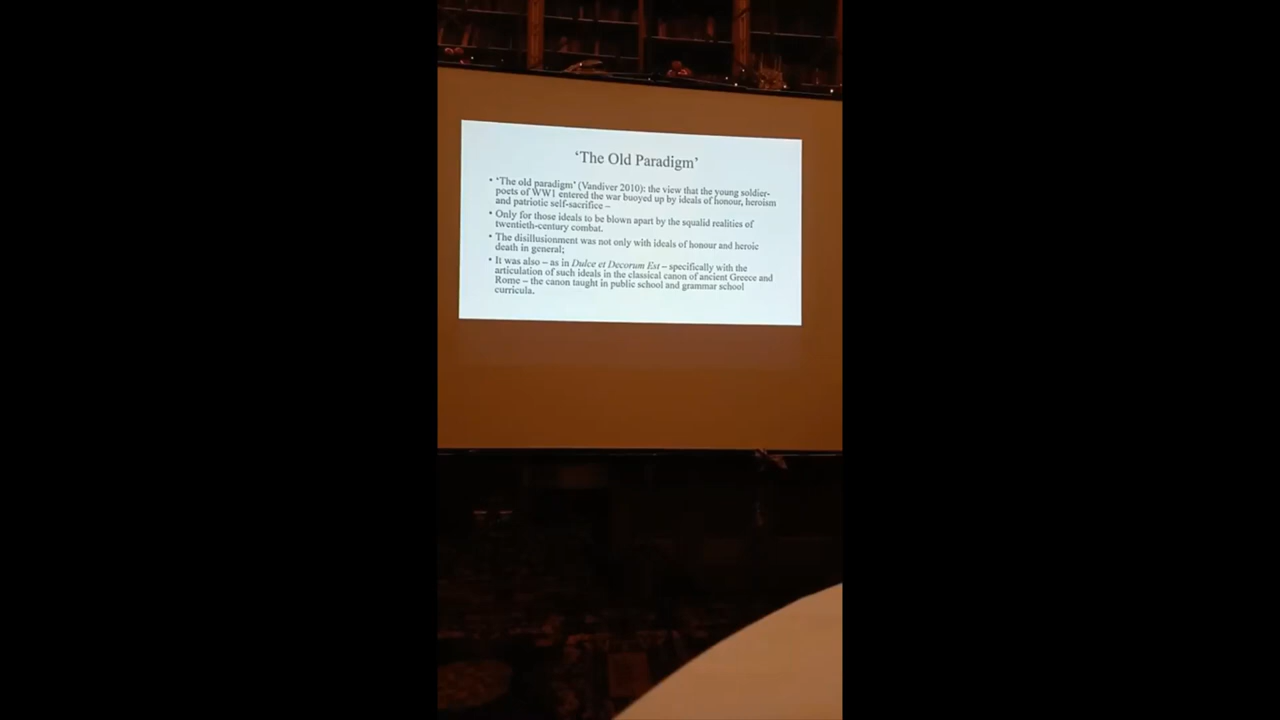 ‘The Old Paradigm’
• ‘The old paradigm’ (Vandiver 2010): the view that the young soldier-
poets of WW1 entered the war buoyed up by ideals of honour, heroism
and patriotic self-sacrifice –
• Only for those ideals to be blown apart by the squalid realities of
twentieth-century combat.
• The disillusionment was not only with ideals of honour and heroic
death in general;
• It was also – as in Dulce et Decorum Est – specifically with the
articulation of such ideals in the classical canon of ancient Greece and
Rome – the canon taught in public school and grammar school
curricula.